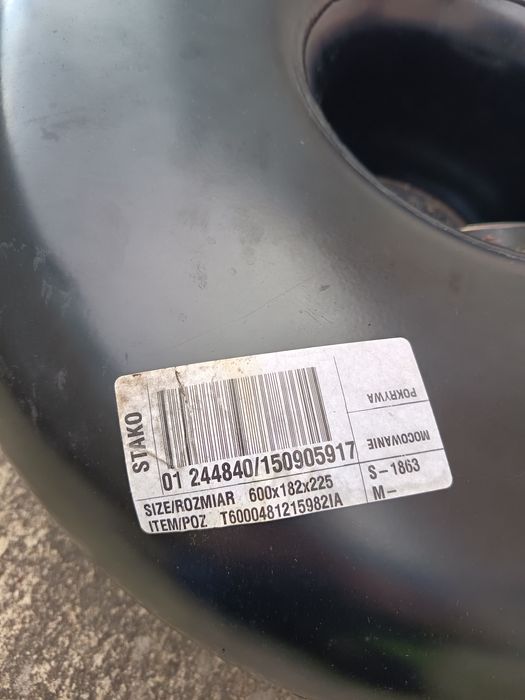 STAKO
01 244840/150905917
SIZE/ROZMIAR 600x182x225
ITEM/POZ T6000481215982IA
POKRYWA
MOCOWANIE
S-1863
M-